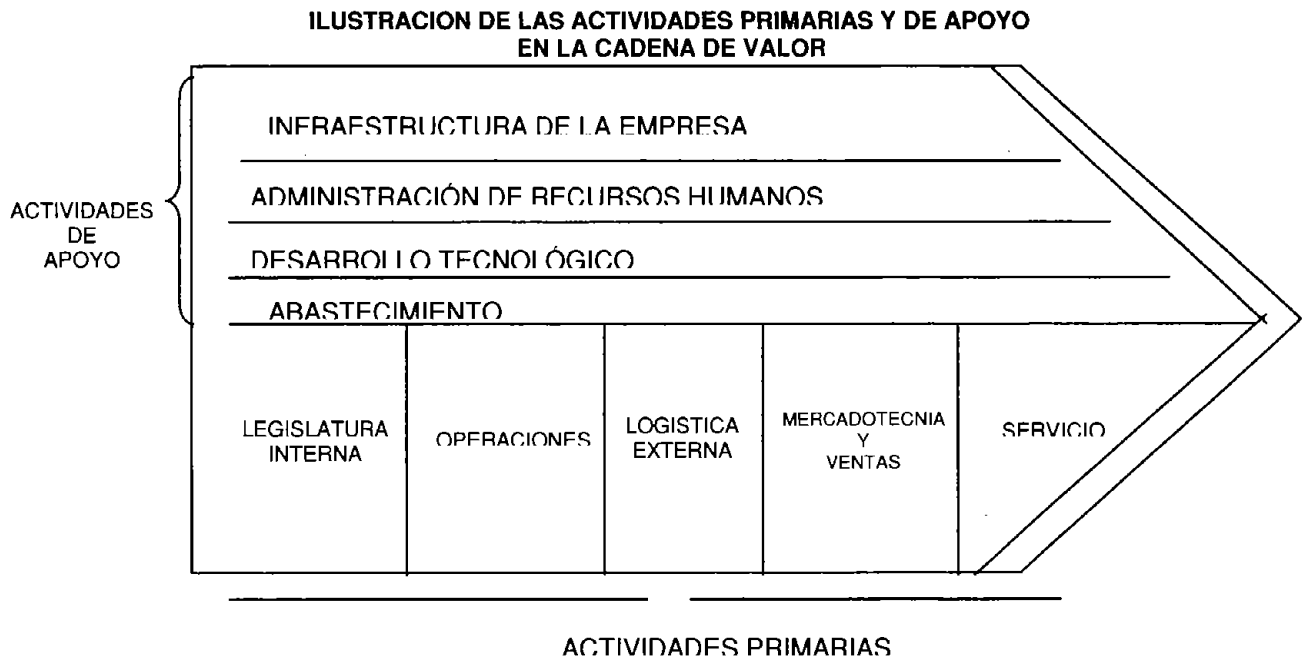 ILUSTRACION DE LAS ACTIVIDADES PRIMARIAS Y DE APOYO
EN LA CADENA DE VALOR
INFRAESTRUCTURA DE LA EMPRESA
ADMINISTRACIÓN DE RECURSOS HUMANOS
ACTIVIDADES
DE
APOYO
DESARROLLO TECNOLÓGICO
ABASTECIMIENTO
LEGISLATURA
INTERNA
OPERACIONES
LOGISTICA
EXTERNA
MERCADOTECNIA
Y
VENTAS
SERVICIO
ACTIVIDADES PRIMARIAS